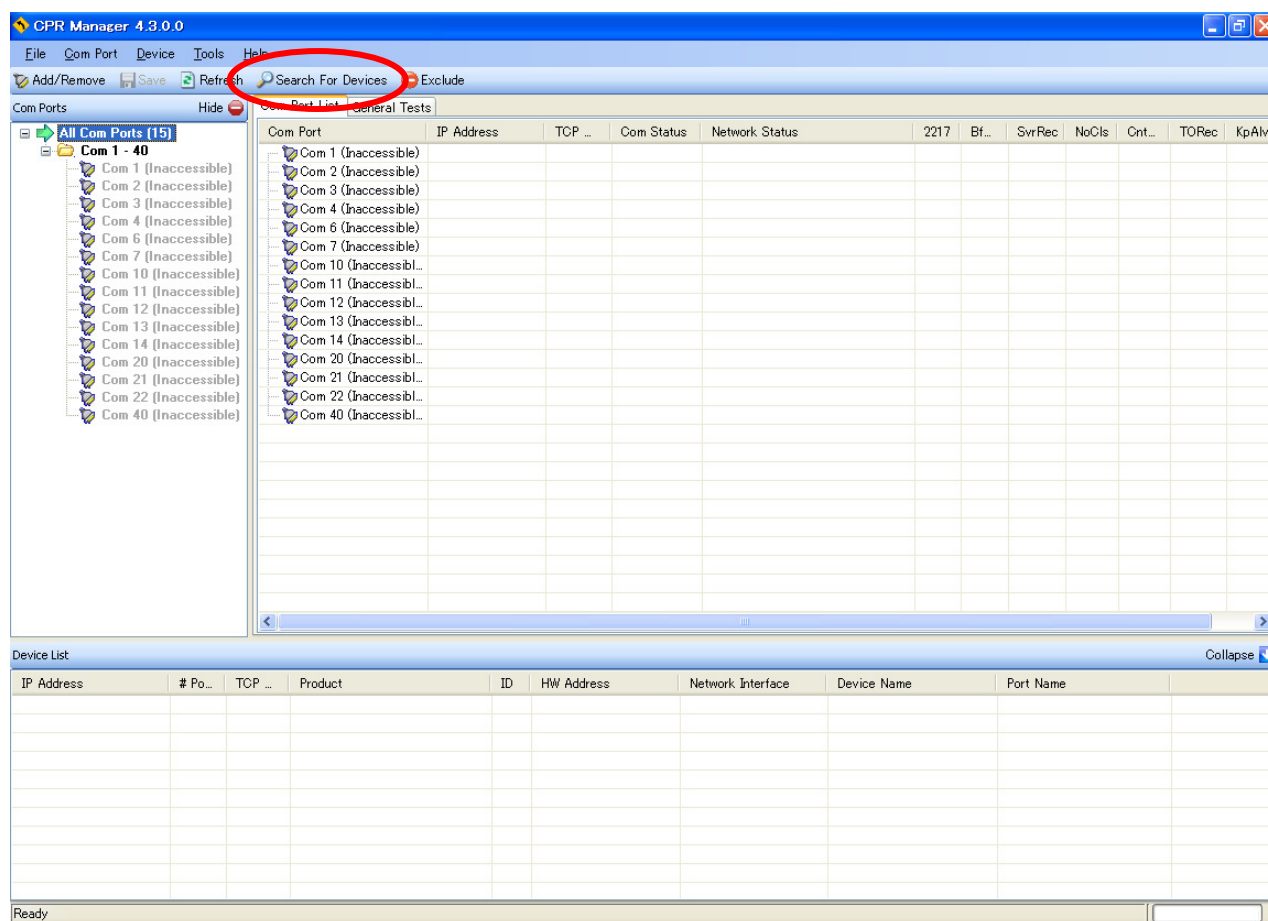 CPR Manager 4.3.0.0
File Com Port Device Tools Help
Add/Remove Save Refresh Search For Devices Exclude
Com Ports Hide
Com Port List General Tests
All Com Ports (15)
Com 1 - 40
Com 1 (Inaccessible)
Com 2 (Inaccessible)
Com 3 (Inaccessible)
Com 4 (Inaccessible)
Com 6 (Inaccessible)
Com 7 (Inaccessible)
Com 10 (Inaccessible)
Com 11 (Inaccessible)
Com 12 (Inaccessible)
Com 13 (Inaccessible)
Com 14 (Inaccessible)
Com 20 (Inaccessible)
Com 21 (Inaccessible)
Com 22 (Inaccessible)
Com 40 (Inaccessible)
Com Port IP Address TCP ... Com Status Network Status 2217 Bf... SvrRec NoCls Cnt... TORec KpAlv
Com 1 (Inaccessible)
Com 2 (Inaccessible)
Com 3 (Inaccessible)
Com 4 (Inaccessible)
Com 6 (Inaccessible)
Com 7 (Inaccessible)
Com 10 (Inaccessibl...
Com 11 (Inaccessibl...
Com 12 (Inaccessibl...
Com 13 (Inaccessibl...
Com 14 (Inaccessibl...
Com 20 (Inaccessibl...
Com 21 (Inaccessibl...
Com 22 (Inaccessibl...
Com 40 (Inaccessibl...
Device List Collapse
IP Address # Po... TCP ... Product ID HW Address Network Interface Device Name Port Name
Ready